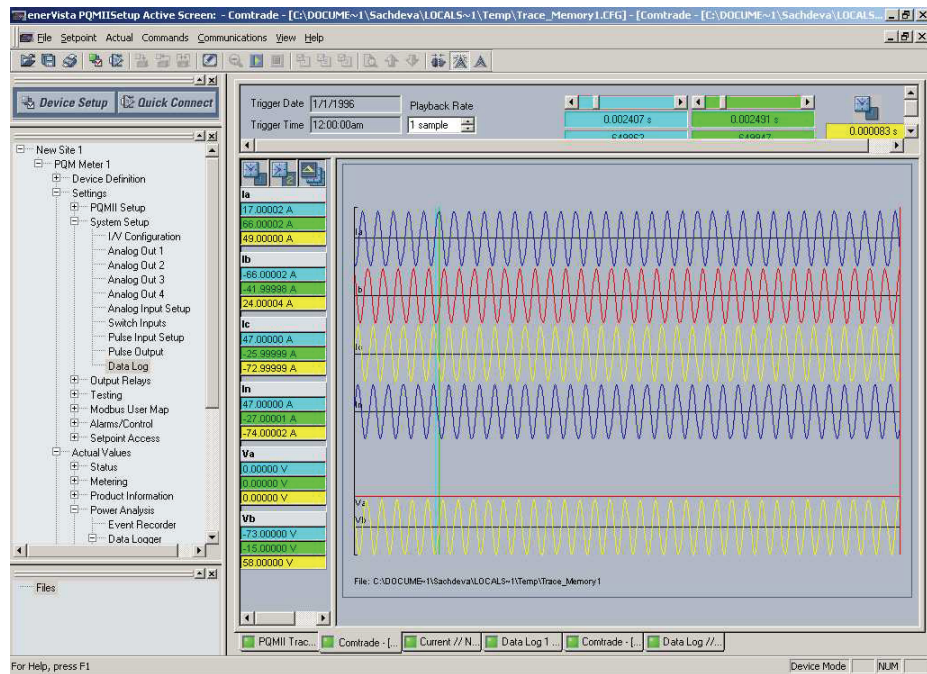 enerVista PQMIISetup Active Screen: - Comtrade - [C:\DOCUME~1\Sachdeva\LOCALS~1\Temp\Trace_Memory1.CFG] - [Comtrade - [C:\DOCUME~1\Sachdeva\LOCALS...
File Setpoint Actual Commands Communications View Help
Device Setup Quick Connect
New Site 1
PQM Meter 1
Device Definition
Settings
PQMII Setup
System Setup
I/V Configuration
Analog Out 1
Analog Out 2
Analog Out 3
Analog Out 4
Analog Input Setup
Switch Inputs
Pulse Input Setup
Pulse Output
Data Log
Output Relays
Testing
Modbus User Map
Alarms/Control
Setpoint Access
Actual Values
Status
Metering
Product Information
Power Analysis
Event Recorder
Data Logger
Files
Trigger Date 1/1/1996
Trigger Time 12:00:00am
Playback Rate
1 sample
0.002407 s
0.002491 s
0.000083 s
Ia
17.00002 A
66.00002 A
49.00000 A
Ib
-66.00002 A
-41.99998 A
24.00004 A
Ic
47.00000 A
-25.99999 A
-72.99999 A
In
47.00000 A
-27.00001 A
-74.00002 A
Va
0.00000 V
0.00000 V
0.00000 V
Vb
-73.00000 V
-15.00000 V
58.00000 V
Va
Vb
File: C:\DOCUME~1\Sachdeva\LOCALS~1\Temp\Trace_Memory1
PQMII Trac... Comtrade - [... Current // N... Data Log 1 ... Comtrade - [... Data Log //...
For Help, press F1
Device Mode NUM